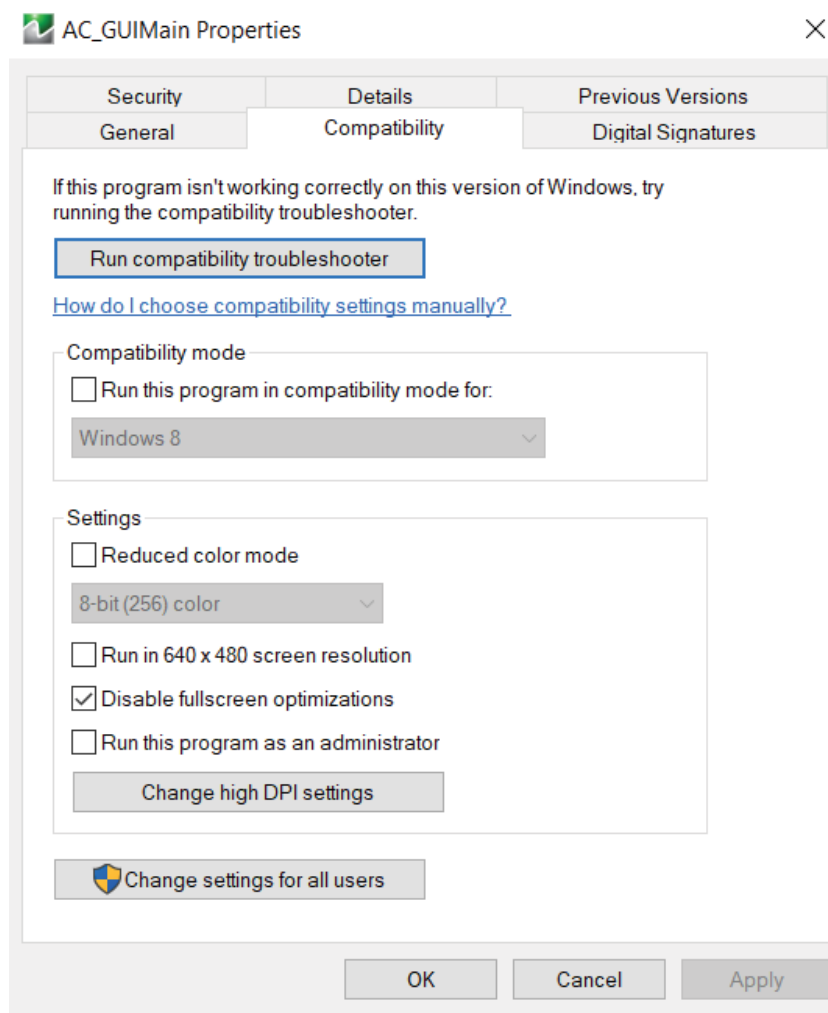 AC_GUIMain Properties
Security Details Previous Versions
General Compatibility Digital Signatures
If this program isn't working correctly on this version of Windows, try
running the compatibility troubleshooter.
Run compatibility troubleshooter
How do I choose compatibility settings manually?
Compatibility mode
Run this program in compatibility mode for:
Windows 8
Settings
Reduced color mode
8-bit (256) color
Run in 640 x 480 screen resolution
Disable fullscreen optimizations
Run this program as an administrator
Change high DPI settings
Change settings for all users
OK Cancel Apply